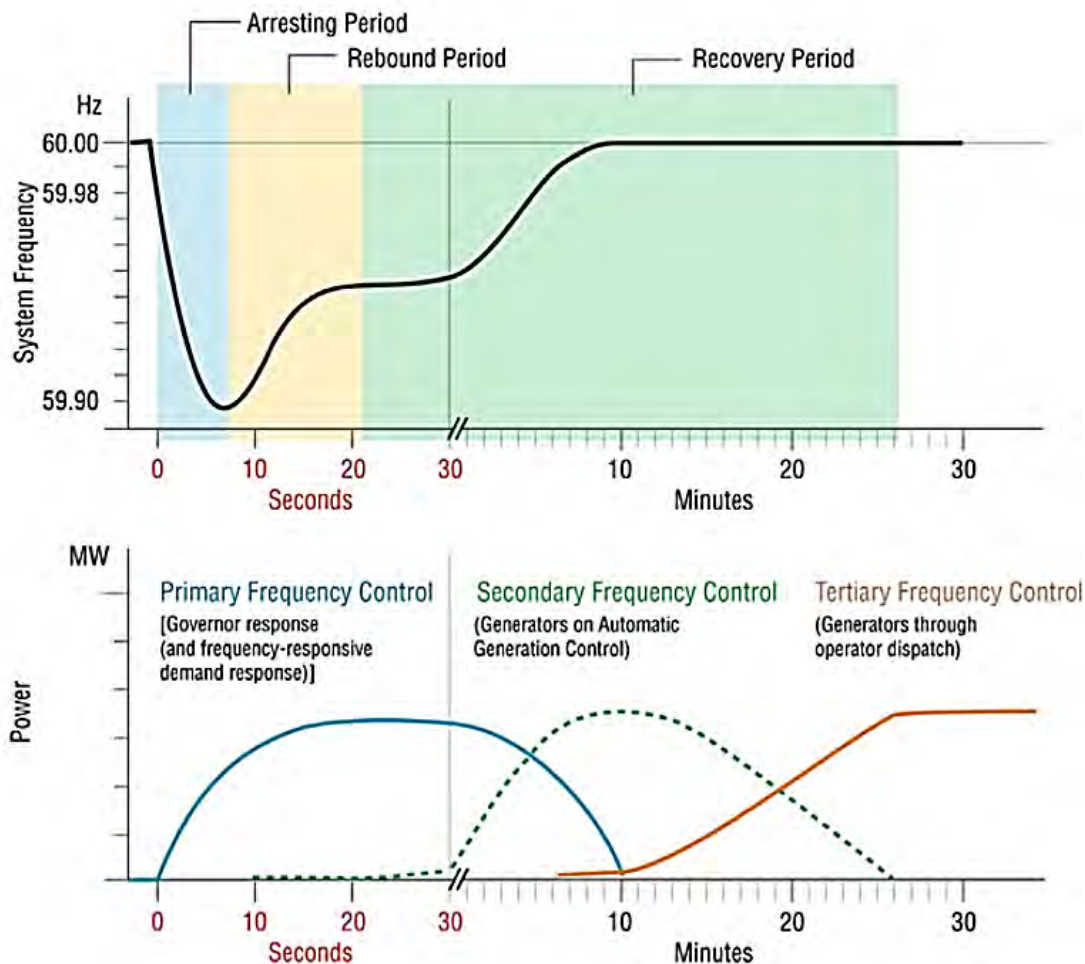 Arresting Period
Rebound Period
Recovery Period
Hz
60.00
59.98
59.90
System Frequency
0 10 20 30 10 20 30
Seconds Minutes
MW
Primary Frequency Control
[Governor response
(and frequency-responsive
demand response)]
Secondary Frequency Control
(Generators on Automatic
Generation Control)
Tertiary Frequency Control
(Generators through
operator dispatch)
Power
0 10 20 30 10 20 30
Seconds Minutes